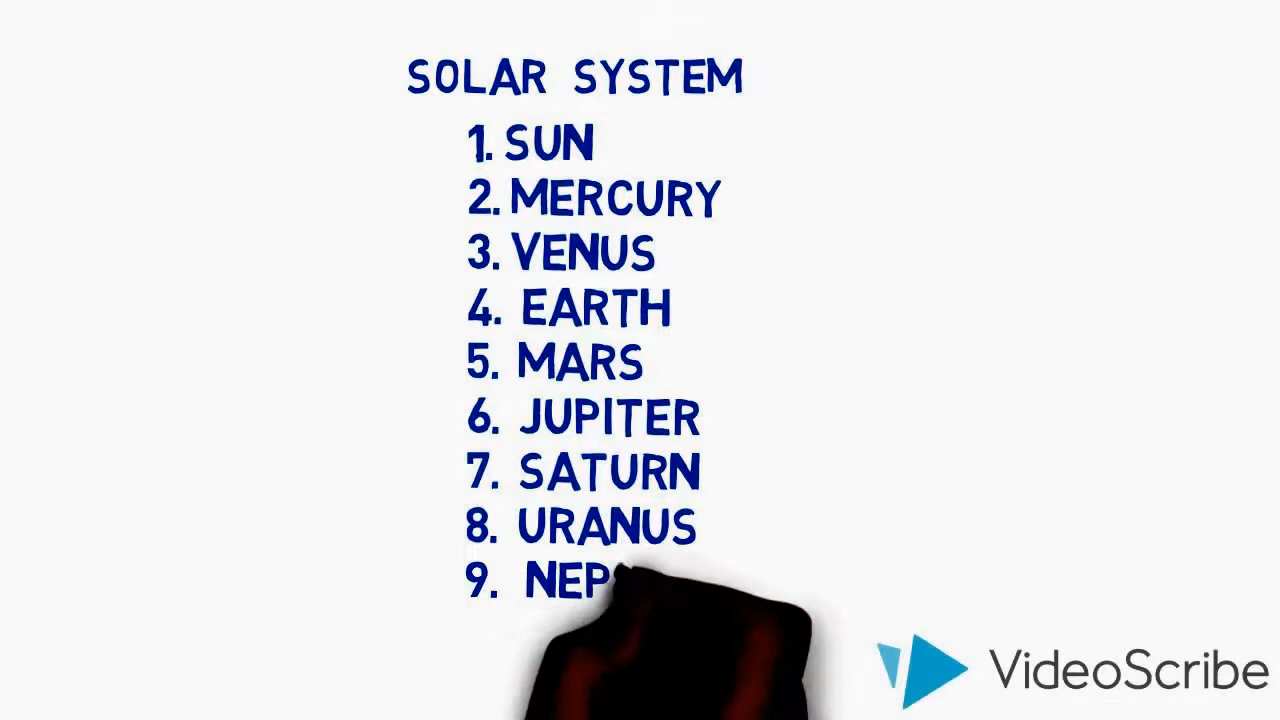 SOLAR SYSTEM
1. SUN
2. MERCURY
3. VENUS
4. EARTH
5. MARS
6. JUPITER
7. SATURN
8. URANUS
9. NEP
VideoScribe